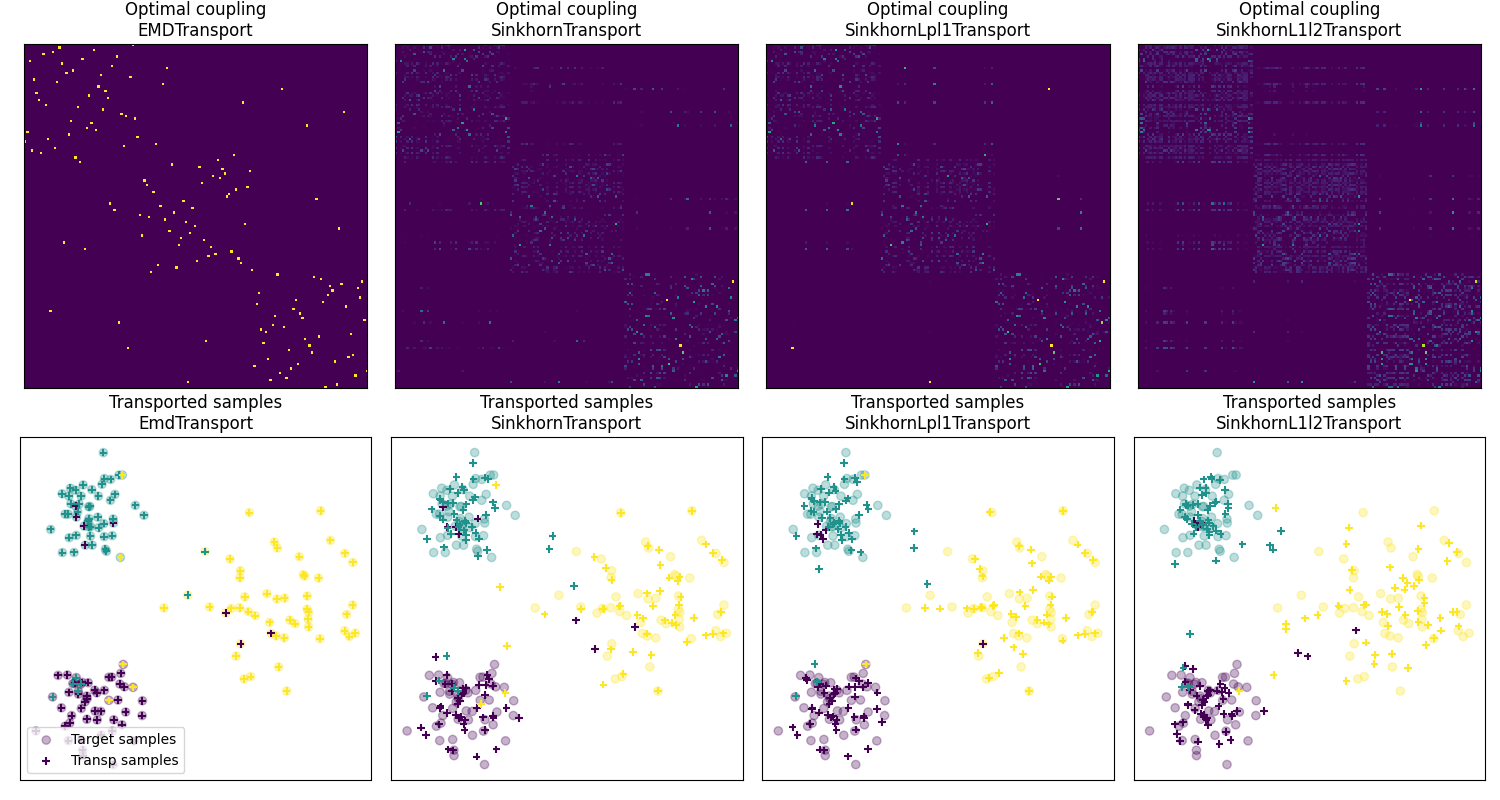 Optimal coupling
EMDTransport
Optimal coupling
SinkhornTransport
Optimal coupling
SinkhornLpl1Transport
Optimal coupling
SinkhornL1l2Transport
Transported samples
EmdTransport
Transported samples
SinkhornTransport
Transported samples
SinkhornLpl1Transport
Transported samples
SinkhornL1l2Transport
Target samples
Transp samples